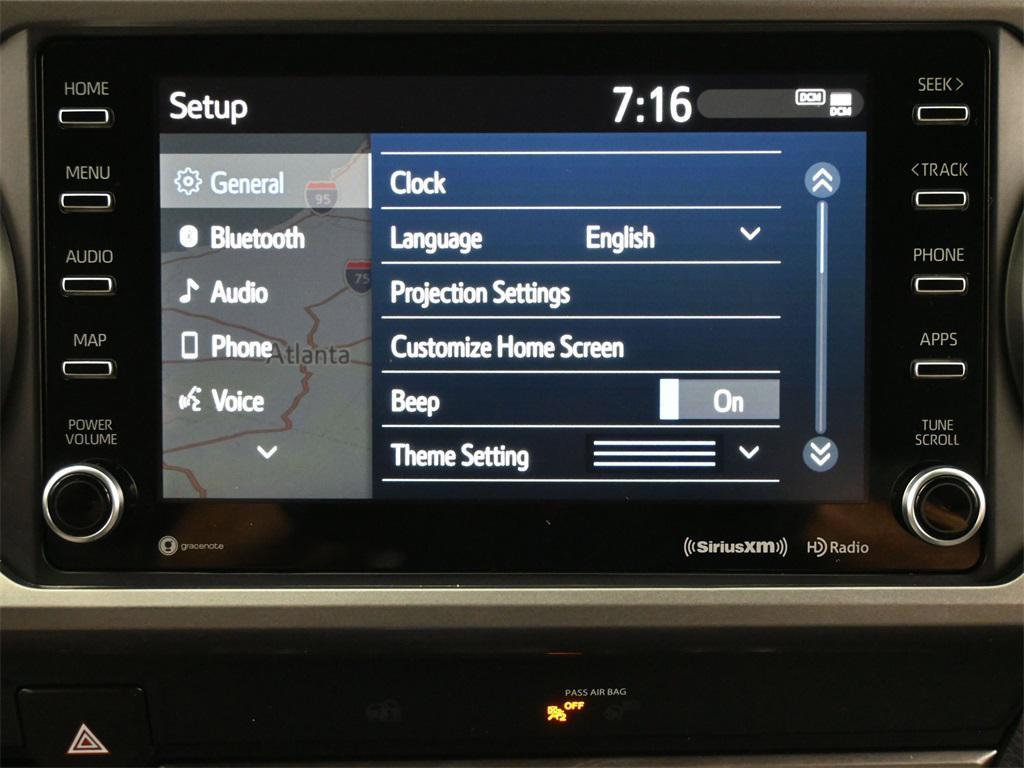 HOME
MENU
AUDIO
MAP
POWER
VOLUME
Setup
7:16
DCM
DCM
General
Bluetooth
Audio
Phone
Voice
95
75
Atlanta
Clock
Language English
Projection Settings
Customize Home Screen
Beep On
Theme Setting
SEEK >
< TRACK
PHONE
APPS
TUNE
SCROLL
gracenote
((SiriusXM))
HD Radio
PASS AIR BAG
OFF
2